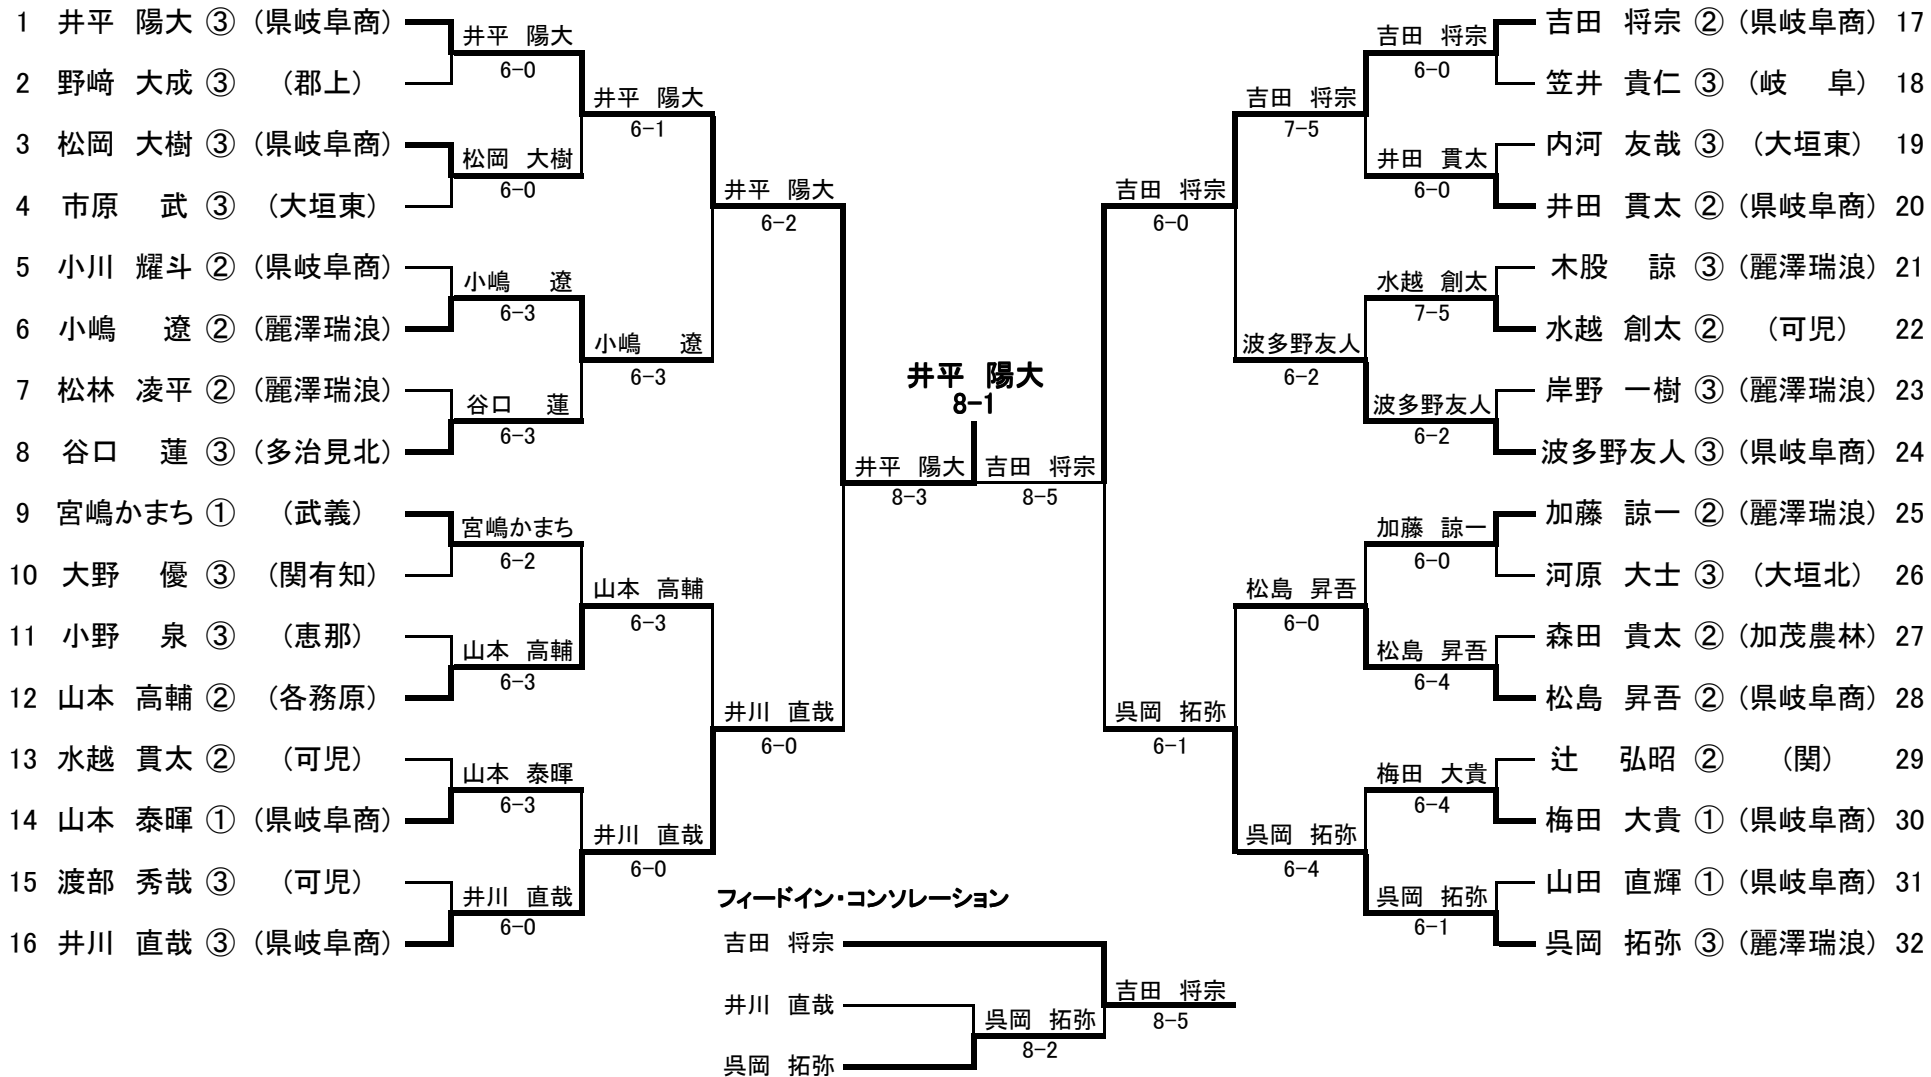 1 井平 陽大 ③ (県岐阜商)
2 野﨑 大成 ③ (郡上)
3 松岡 大樹 ③ (県岐阜商)
4 市原 武 ③ (大垣東)
5 小川 耀斗 ② (県岐阜商)
6 小嶋 遼 ② (麗澤瑞浪)
7 松林 凌平 ② (麗澤瑞浪)
8 谷口 蓮 ③ (多治見北)
9 宮嶋かまち ① (武義)
10 大野 優 ③ (関有知)
11 小野 泉 ③ (恵那)
12 山本 高輔 ② (各務原)
13 水越 貫太 ② (可児)
14 山本 泰暉 ① (県岐阜商)
15 渡部 秀哉 ③ (可児)
16 井川 直哉 ③ (県岐阜商)
井平 陽大
6-0
松岡 大樹
6-0
小嶋 遼
6-3
谷口 蓮
6-3
宮嶋かまち
6-2
山本 高輔
6-3
山本 泰暉
6-3
井川 直哉
6-0
井平 陽大
6-1
小嶋 遼
6-3
山本 高輔
6-3
井川 直哉
6-0
井平 陽大
6-2
井川 直哉
6-0
井平 陽大
8-3
井平 陽大
8-1
吉田 将宗
8-5
吉田 将宗
6-0
呉岡 拓弥
6-1
吉田 将宗
7-5
波多野友人
6-2
松島 昇吾
6-0
呉岡 拓弥
6-4
吉田 将宗
6-0
井田 貫太
6-0
水越 創太
7-5
波多野友人
6-2
加藤 諒一
6-0
松島 昇吾
6-4
梅田 大貴
6-4
呉岡 拓弥
6-1
吉田 将宗 ② (県岐阜商) 17
笠井 貴仁 ③ (岐 阜) 18
内河 友哉 ③ (大垣東) 19
井田 貫太 ② (県岐阜商) 20
木股 諒 ③ (麗澤瑞浪) 21
水越 創太 ② (可児) 22
岸野 一樹 ③ (麗澤瑞浪) 23
波多野友人 ③ (県岐阜商) 24
加藤 諒一 ② (麗澤瑞浪) 25
河原 大士 ③ (大垣北) 26
森田 貴太 ② (加茂農林) 27
松島 昇吾 ② (県岐阜商) 28
辻 弘昭 ② (関) 29
梅田 大貴 ① (県岐阜商) 30
山田 直輝 ① (県岐阜商) 31
呉岡 拓弥 ③ (麗澤瑞浪) 32
フィードイン・コンソレーション
吉田 将宗
井川 直哉
呉岡 拓弥
呉岡 拓弥
8-2
吉田 将宗
8-5